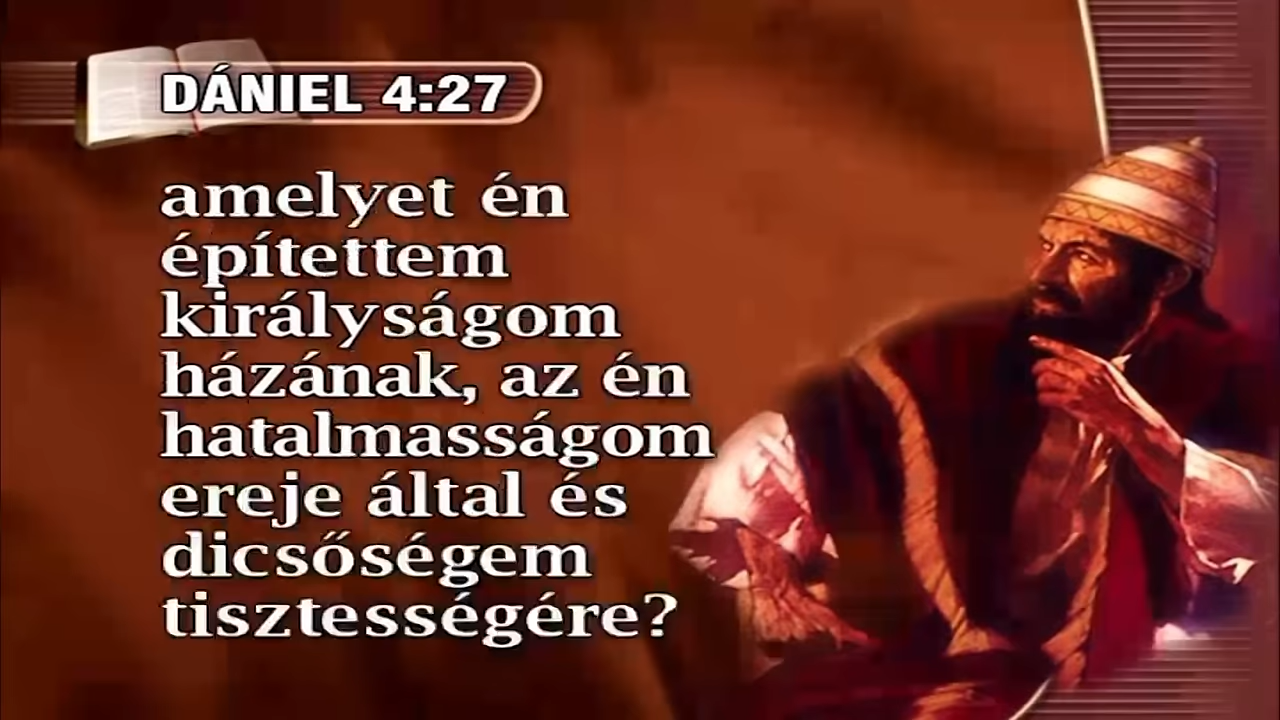 DÁNIEL 4:27
amelyet én
építettem
királyságom
házának, az én
hatalmasságom
ereje által és
dicsőségem
tisztességére?